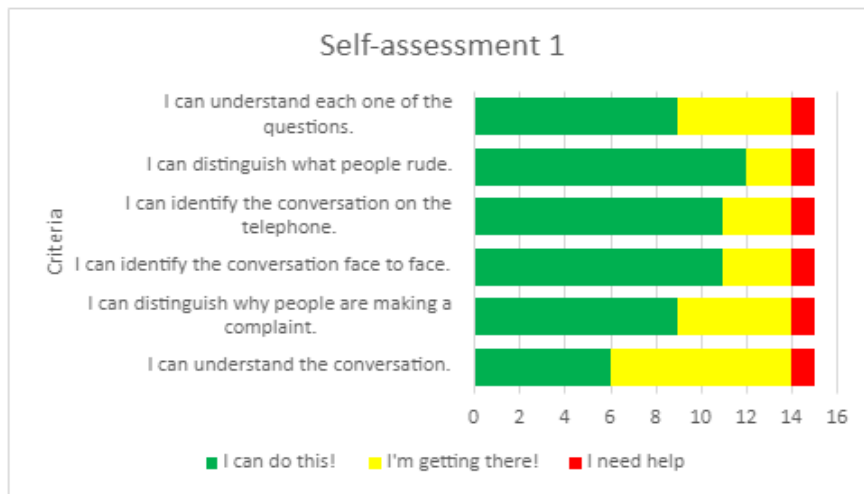 Self-assessment 1
I can understand each one of the
questions.
I can distinguish what people rude.
I can identify the conversation on the
telephone.
I can identify the conversation face to face.
I can distinguish why people are making a
complaint.
I can understand the conversation.
Criteria
0 2 4 6 8 10 12 14 16
I can do this! I'm getting there! I need help